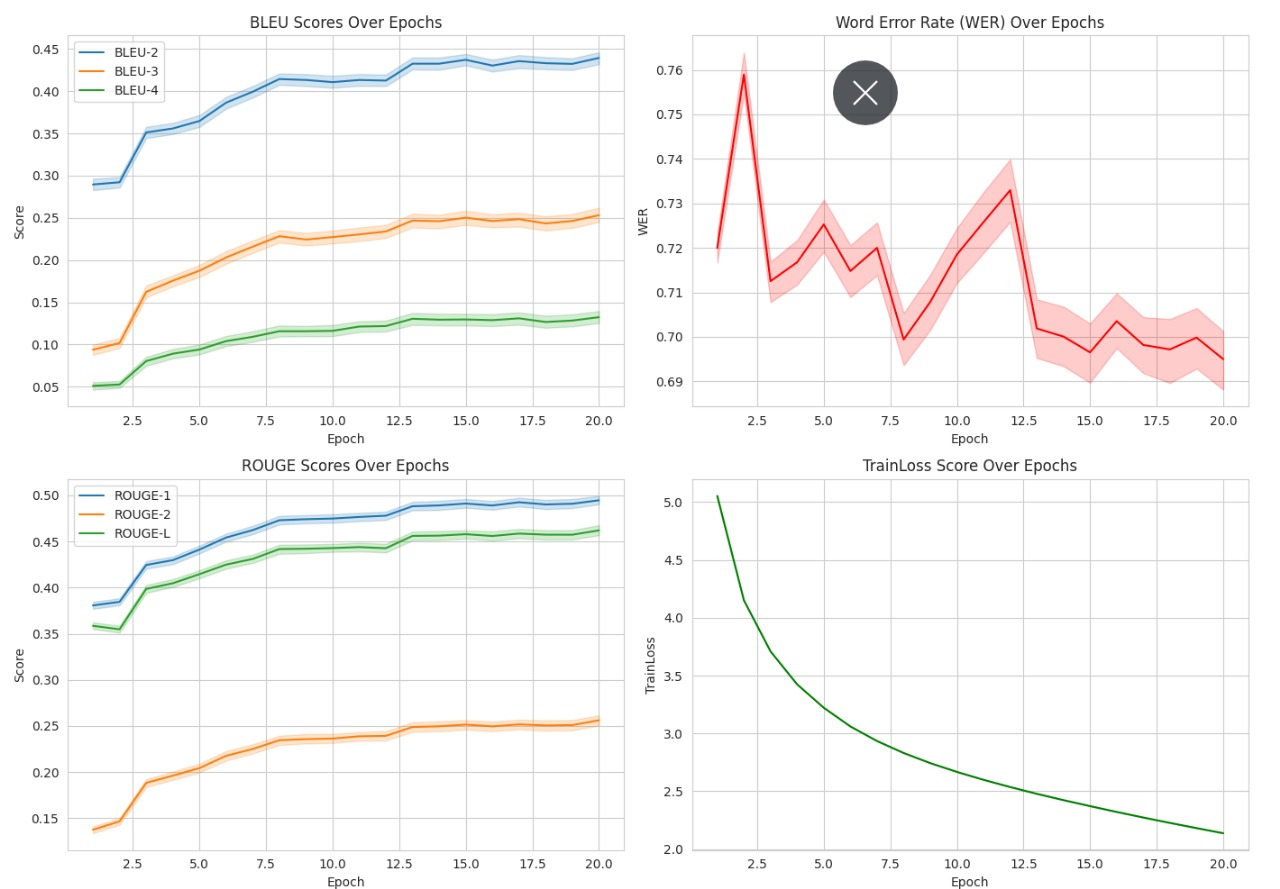 BLEU Scores Over Epochs
BLEU-2
BLEU-3
BLEU-4
0.45
0.40
0.35
0.30
0.25
0.20
0.15
0.10
0.05
Score
2.5 5.0 7.5 10.0 12.5 15.0 17.5 20.0
Epoch
Word Error Rate (WER) Over Epochs
0.76
0.75
0.74
0.73
0.72
0.71
0.70
0.69
WER
2.5 5.0 7.5 10.0 12.5 15.0 17.5 20.0
Epoch
ROUGE Scores Over Epochs
ROUGE-1
ROUGE-2
ROUGE-L
0.50
0.45
0.40
0.35
0.30
0.25
0.20
0.15
Score
2.5 5.0 7.5 10.0 12.5 15.0 17.5 20.0
Epoch
TrainLoss Score Over Epochs
5.0
4.5
4.0
3.5
3.0
2.5
2.0
TrainLoss
2.5 5.0 7.5 10.0 12.5 15.0 17.5 20.0
Epoch